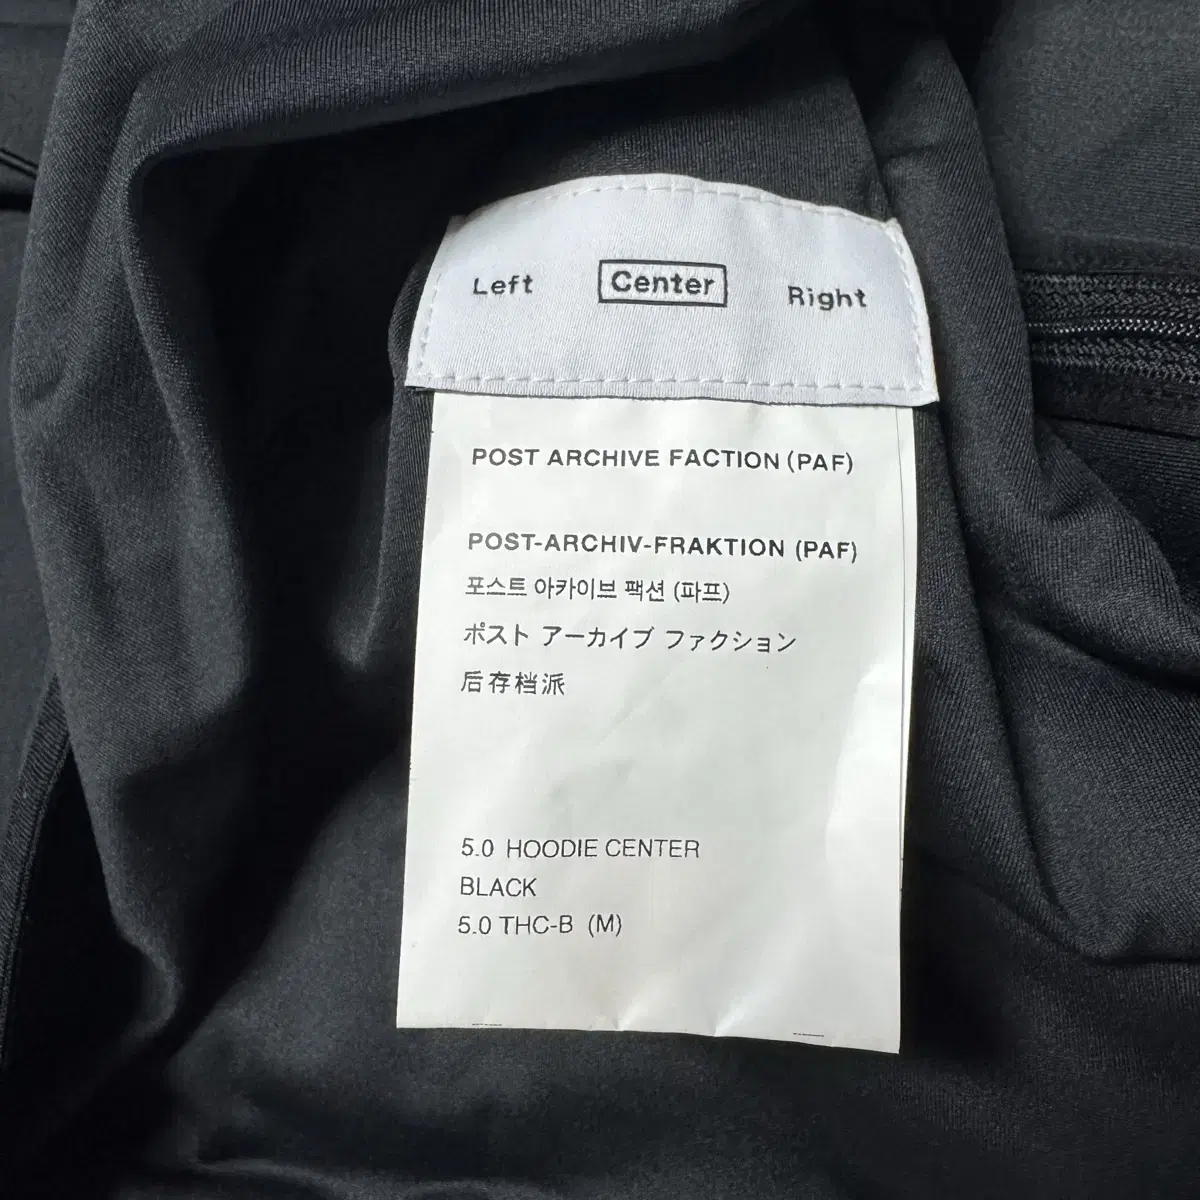 Left Center Right
POST ARCHIVE FACTION (PAF)
POST-ARCHIV-FRAKTION (PAF)
포스트 아카이브 팩션 (파프)
ポスト アーカイブ ファクション
后存档派
5.0 HOODIE CENTER
BLACK
5.0 THC-B (M)